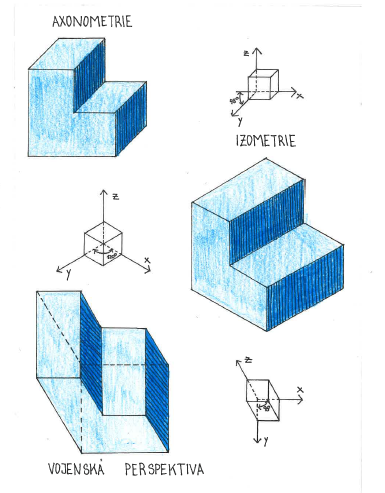 AXONOMETRIE
z
x
y
IZOMETRIE
z
x
y
z
x
y
VOJENSKÁ PERSPEKTIVA